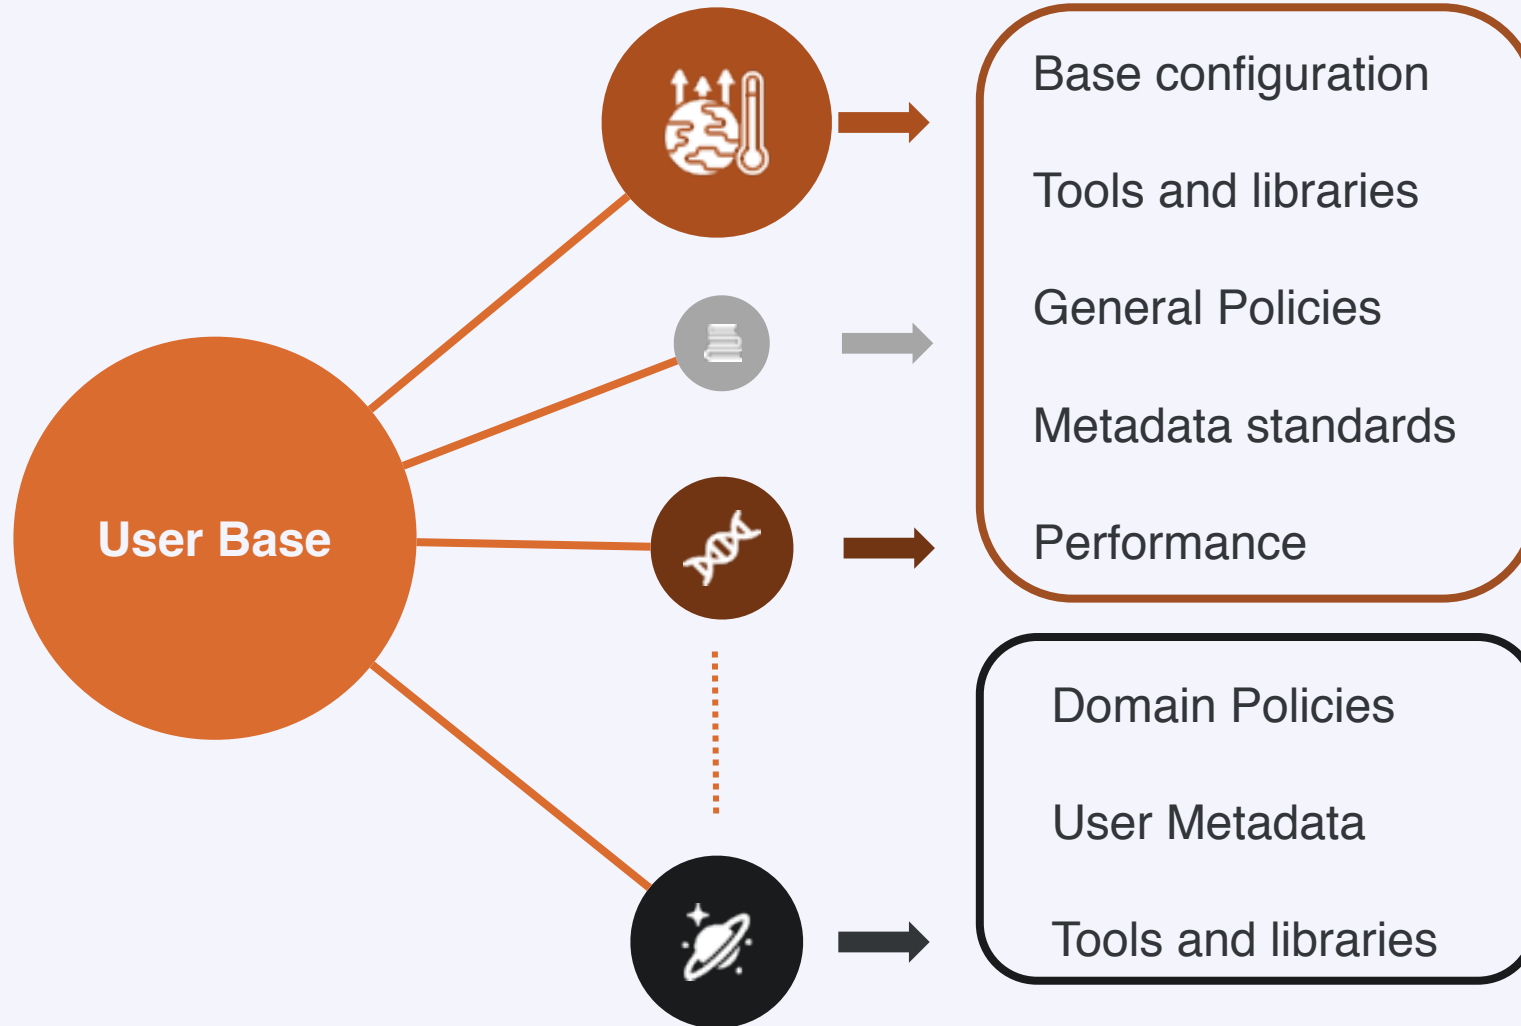 User Base
Base configuration
Tools and libraries
General Policies
Metadata standards
Performance
Domain Policies
User Metadata
Tools and libraries